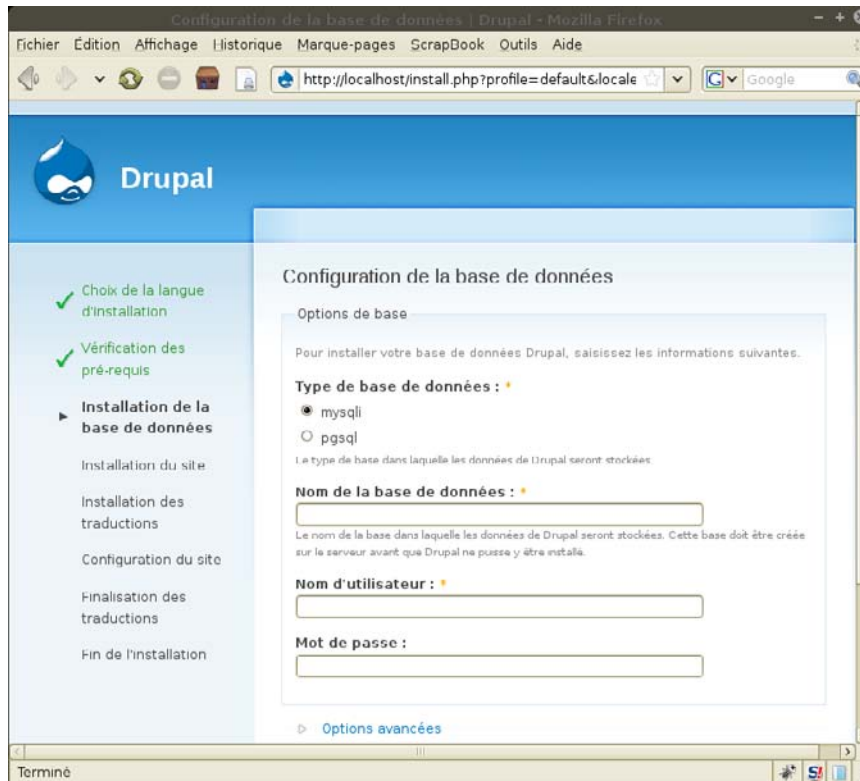 Configuration de la base de données | Drupal - Mozilla Firefox
Fichier Édition Affichage Historique Marque-pages ScrapBook Outils Aide
http://localhost/install.php?profile=default&locale
G
Google
Drupal
Choix de la langue
d'installation
Vérification des
pré-requis
Installation de la
base de données
Installation du site
Installation des
traductions
Configuration du site
Finalisation des
traductions
Fin de l'installation
Configuration de la base de données
Options de base
Pour installer votre base de données Drupal, saisissez les informations suivantes.
Type de base de données : *
mysqli
pgsql
Le type de base dans laquelle les données de Drupal seront stockées
Nom de la base de données : *
Le nom de la base dans laquelle les données de Drupal seront stockées. Cette base doit être créée
sur le serveur avant que Drupal ne puisse y être installé.
Nom d'utilisateur : *
Mot de passe :
Options avancées
Terminé
S!